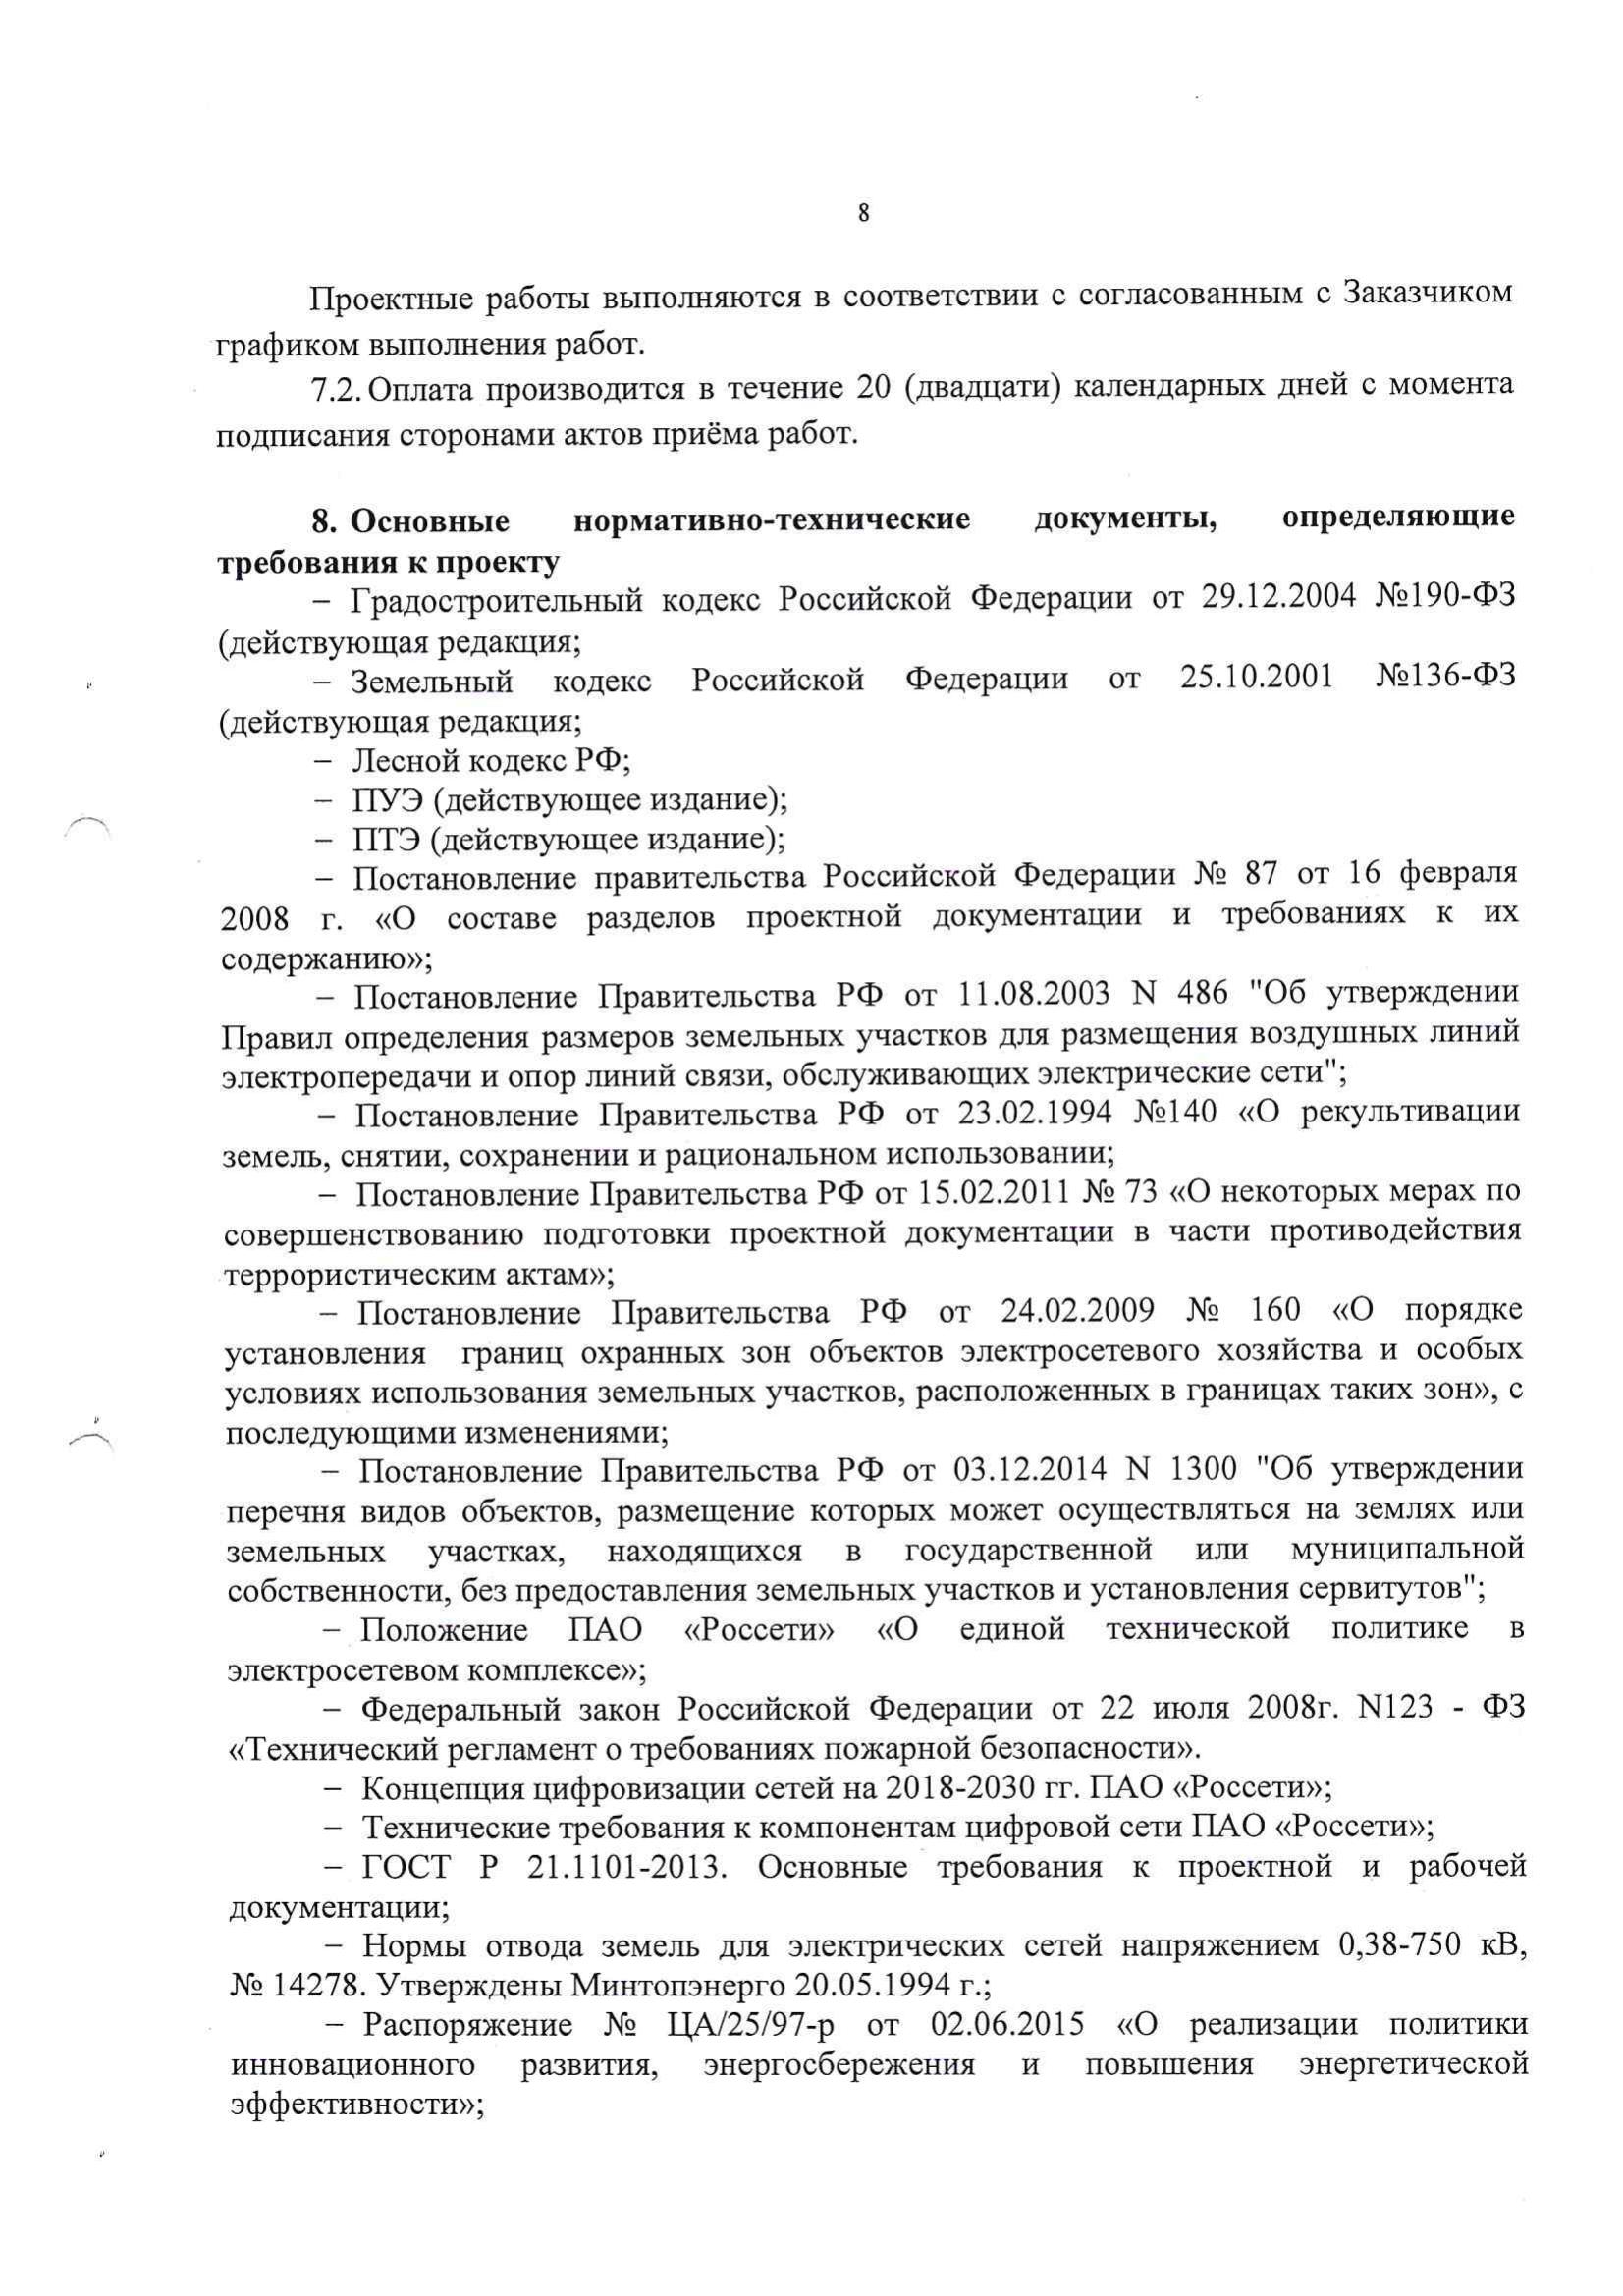 8
Проектные работы выполняются в соответствии с согласованным с Заказчиком
графиком выполнения работ.
7.2. Оплата производится в течение 20 (двадцати) календарных дней с момента
подписания сторонами актов приёма работ.
8. Основные нормативно-технические документы, определяющие
требования к проекту
− Градостроительный кодекс Российской Федерации от 29.12.2004 №190-ФЗ
(действующая редакция;
− Земельный кодекс Российской Федерации от 25.10.2001 №136-ФЗ
(действующая редакция;
− Лесной кодекс РФ;
− ПУЭ (действующее издание);
− ПТЭ (действующее издание);
− Постановление правительства Российской Федерации № 87 от 16 февраля
2008 г. «О составе разделов проектной документации и требованиях к их
содержанию»;
− Постановление Правительства РФ от 11.08.2003 N 486 "Об утверждении
Правил определения размеров земельных участков для размещения воздушных линий
электропередачи и опор линий связи, обслуживающих электрические сети";
− Постановление Правительства РФ от 23.02.1994 №140 «О рекультивации
земель, снятии, сохранении и рациональном использовании;
− Постановление Правительства РФ от 15.02.2011 № 73 «О некоторых мерах по
совершенствованию подготовки проектной документации в части противодействия
террористическим актам»;
− Постановление Правительства РФ от 24.02.2009 № 160 «О порядке
установления границ охранных зон объектов электросетевого хозяйства и особых
условиях использования земельных участков, расположенных в границах таких зон», с
последующими изменениями;
− Постановление Правительства РФ от 03.12.2014 N 1300 "Об утверждении
перечня видов объектов, размещение которых может осуществляться на землях или
земельных участках, находящихся в государственной или муниципальной
собственности, без предоставления земельных участков и установления сервитутов";
− Положение ПАО «Россети» «О единой технической политике в
электросетевом комплексе»;
− Федеральный закон Российской Федерации от 22 июля 2008г. N123 - ФЗ
«Технический регламент о требованиях пожарной безопасности».
− Концепция цифровизации сетей на 2018-2030 гг. ПАО «Россети»;
− Технические требования к компонентам цифровой сети ПАО «Россети»;
− ГОСТ Р 21.1101-2013. Основные требования к проектной и рабочей
документации;
− Нормы отвода земель для электрических сетей напряжением 0,38-750 кВ,
№ 14278. Утверждены Минтопэнерго 20.05.1994 г.;
− Распоряжение № ЦА/25/97-р от 02.06.2015 «О реализации политики
инновационного развития, энергосбережения и повышения энергетической
эффективности»;